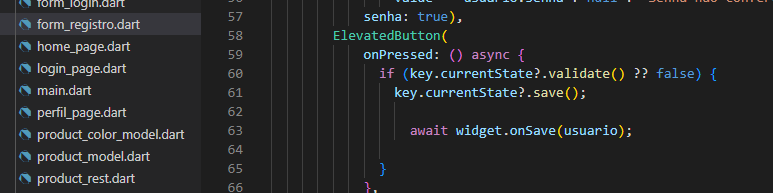 form_login.dart
form_registro.dart
home_page.dart
login_page.dart
main.dart
perfil_page.dart
product_color_model.dart
product_model.dart
product_rest.dart
57 senha: true),
58 ElevatedButton(
59 onPressed: () async {
60 if (key.currentState?.validate() ?? false) {
61 key.currentState?.save();
62
63 await widget.onSave(usuario);
64
65 }
66 },